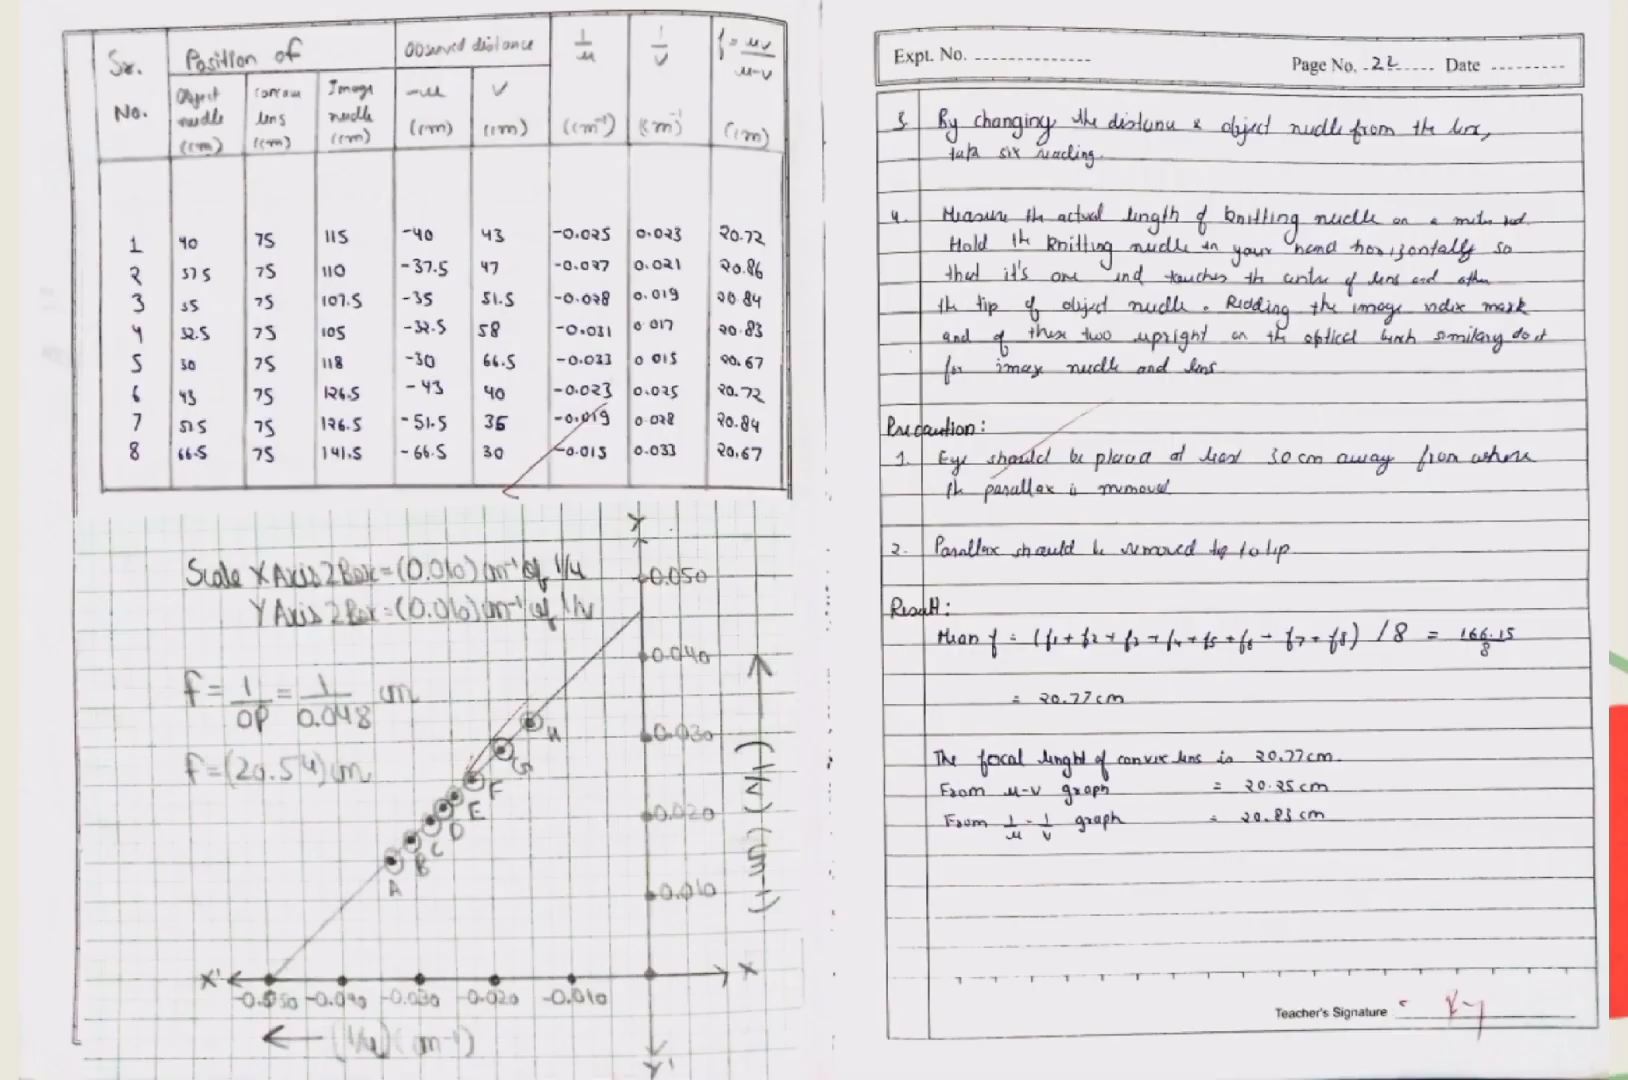 Sr. No.
Position of
Observed distance
1/u
1/v
f = uv/u-v
Object needle (cm)
convex lens (cm)
Image needle (cm)
-u (cm)
v (cm)
(cm⁻¹)
(cm⁻¹)
(cm)
1 40 75 115 -40 43 -0.025 0.023 20.72
2 37.5 75 110 -37.5 47 -0.027 0.021 20.86
3 35 75 107.5 -35 51.5 -0.028 0.019 20.84
4 32.5 75 105 -32.5 58 -0.031 0.017 20.83
5 30 75 118 -30 66.5 -0.033 0.015 20.67
6 43 75 126.5 -43 40 -0.023 0.025 20.72
7 51.5 75 126.5 -51.5 35 -0.019 0.028 20.84
8 66.5 75 141.5 -66.5 30 -0.015 0.033 20.67
Scale X Axis 2 Box = (0.010) cm⁻¹ of 1/u
Y Axis 2 Box = (0.010) cm⁻¹ of 1/v
f = 1/OP = 1/0.048 cm
f = (20.54) cm
Y
0.050
0.040
0.030
0.020
0.010
(1/v) (cm-1)
A B C D E F G H
X' X
-0.050 -0.040 -0.030 -0.020 -0.010
(1/u) (cm-1)
Y'
Expt. No.
Page No. 22 Date
3. By changing the distance & object needle from the lens,
take six reading.
4. Measure the actual length of knitting needle on a meter rod.
Hold the knitting needle in your hand horizontally so
that it's one end touches the centre of lens and other
the tip of object needle. Reading the image index mark
and of these two upright on the optical bench similary do it
for image needle and lens
Precaution:
1. Eye should be placed at least 30 cm away from where
the parallax is removed
2. Parallax should be removed tip to tip
Result:
Mean f = (f1 + f2 + f3 + f4 + f5 + f6 + f7 + f8) / 8 = 166.15/8
= 20.77 cm
The focal lenght of convex lens is 20.77cm.
From u-v graph = 20.25 cm
From 1/u - 1/v graph = 20.83 cm
Teacher's Signature